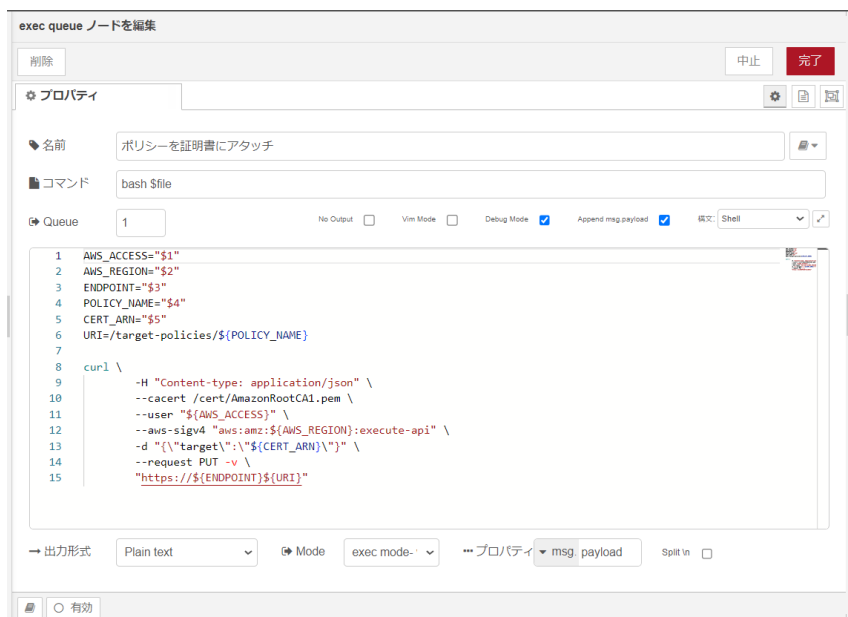 exec queue ノードを編集
削除
中止
完了
プロパティ
名前
ポリシーを証明書にアタッチ
コマンド
bash $file
Queue
1
No Output
Vim Mode
Debug Mode
Append msg.payload
構文:
Shell
1 AWS_ACCESS="$1"
2 AWS_REGION="$2"
3 ENDPOINT="$3"
4 POLICY_NAME="$4"
5 CERT_ARN="$5"
6 URI=/target-policies/${POLICY_NAME}
7
8 curl \
9 -H "Content-type: application/json" \
10 --cacert /cert/AmazonRootCA1.pem \
11 --user "${AWS_ACCESS}" \
12 --aws-sigv4 "aws:amz:${AWS_REGION}:execute-api" \
13 -d "{\"target\":\"${CERT_ARN}\"}" \
14 --request PUT -v \
15 "https://${ENDPOINT}${URI}"
出力形式
Plain text
Mode
exec mode-
プロパティ
msg. payload
Split \n
有効